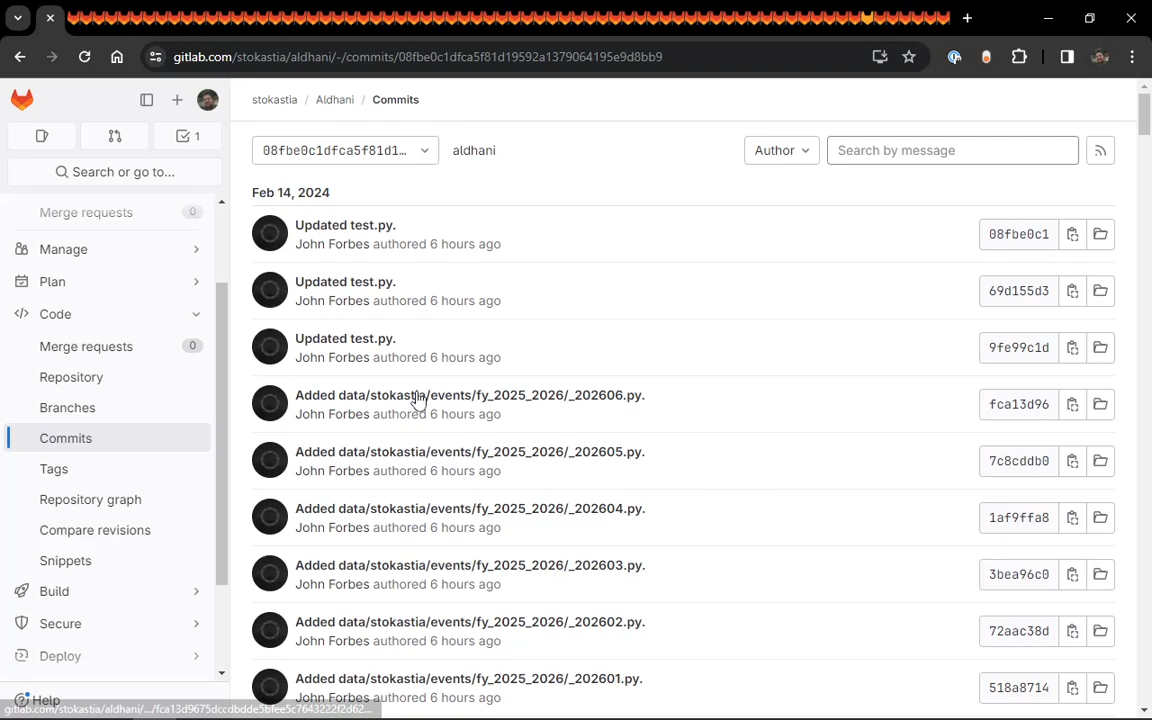 gitlab.com/stokastia/aldhani/-/commits/08fbe0c1dfca5f81d19592a1379064195e9d8bb9
stokastia / Aldhani / Commits
1
Search or go to...
08fbe0c1dfca5f81d1...
aldhani
Author
Search by message
Feb 14, 2024
Merge requests 0
Manage
Plan
Code
Merge requests 0
Repository
Branches
Commits
Tags
Repository graph
Compare revisions
Snippets
Build
Secure
Deploy
Help
Updated test.py.
John Forbes authored 6 hours ago
08fbe0c1
Updated test.py.
John Forbes authored 6 hours ago
69d155d3
Updated test.py.
John Forbes authored 6 hours ago
9fe99c1d
Added data/stokastia/events/fy_2025_2026/_202606.py.
John Forbes authored 6 hours ago
fca13d96
Added data/stokastia/events/fy_2025_2026/_202605.py.
John Forbes authored 6 hours ago
7c8cddb0
Added data/stokastia/events/fy_2025_2026/_202604.py.
John Forbes authored 6 hours ago
1af9ffa8
Added data/stokastia/events/fy_2025_2026/_202603.py.
John Forbes authored 6 hours ago
3bea96c0
Added data/stokastia/events/fy_2025_2026/_202602.py.
John Forbes authored 6 hours ago
72aac38d
Added data/stokastia/events/fy_2025_2026/_202601.py.
John Forbes authored 6 hours ago
518a8714